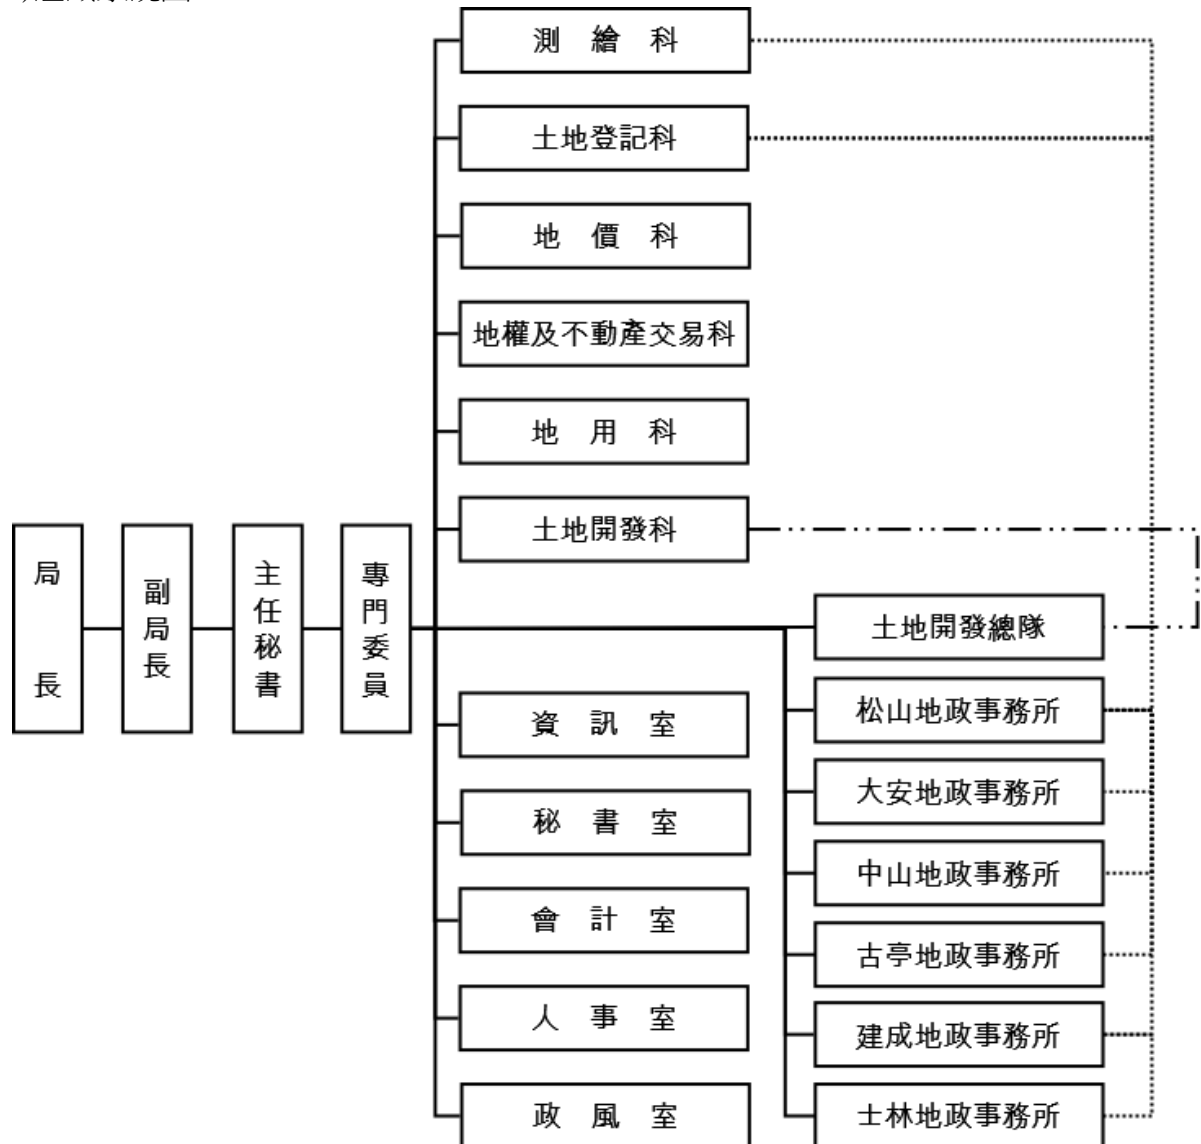 測繪科
土地登記科
地價科
地權及不動產交易科
地用科
土地開發科
局長
副局長
主任秘書
專門委員
土地開發總隊
松山地政事務所
大安地政事務所
中山地政事務所
古亭地政事務所
建成地政事務所
士林地政事務所
資訊室
秘書室
會計室
人事室
政風室